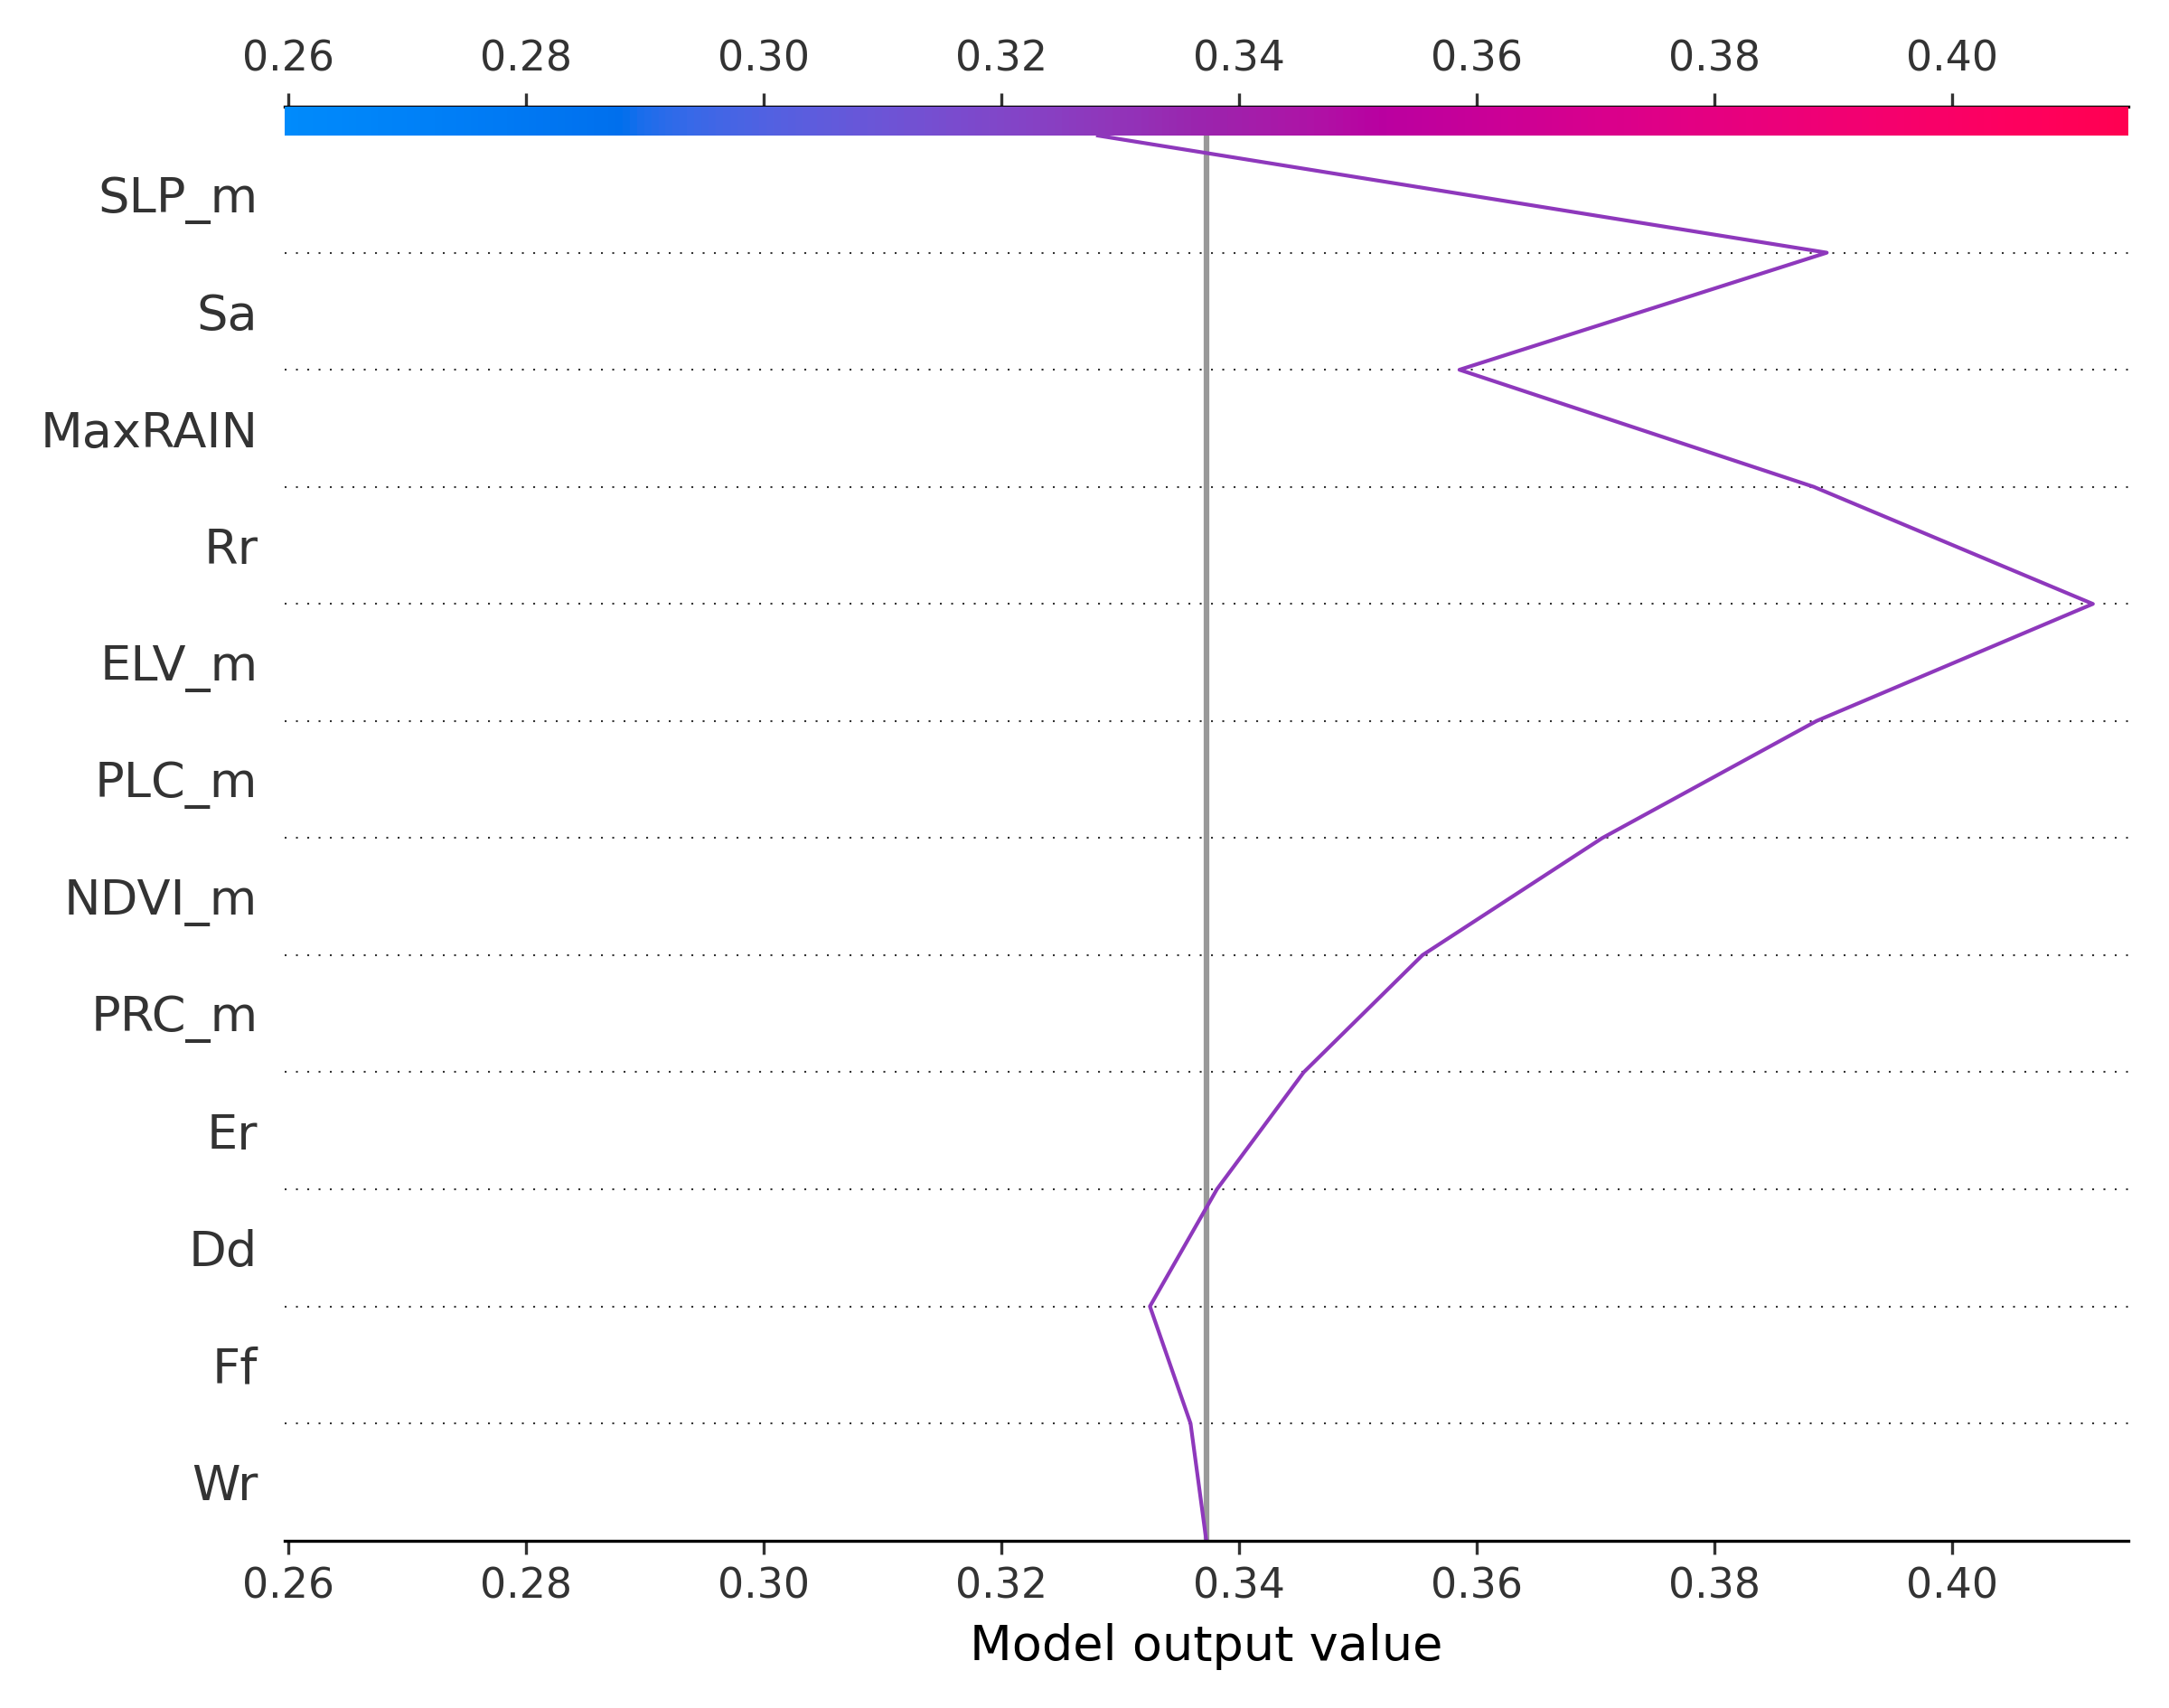 0.26 0.28 0.30 0.32 0.34 0.36 0.38 0.40
SLP_m
Sa
MaxRAIN
Rr
ELV_m
PLC_m
NDVI_m
PRC_m
Er
Dd
Ff
Wr
0.26 0.28 0.30 0.32 0.34 0.36 0.38 0.40
Model output value